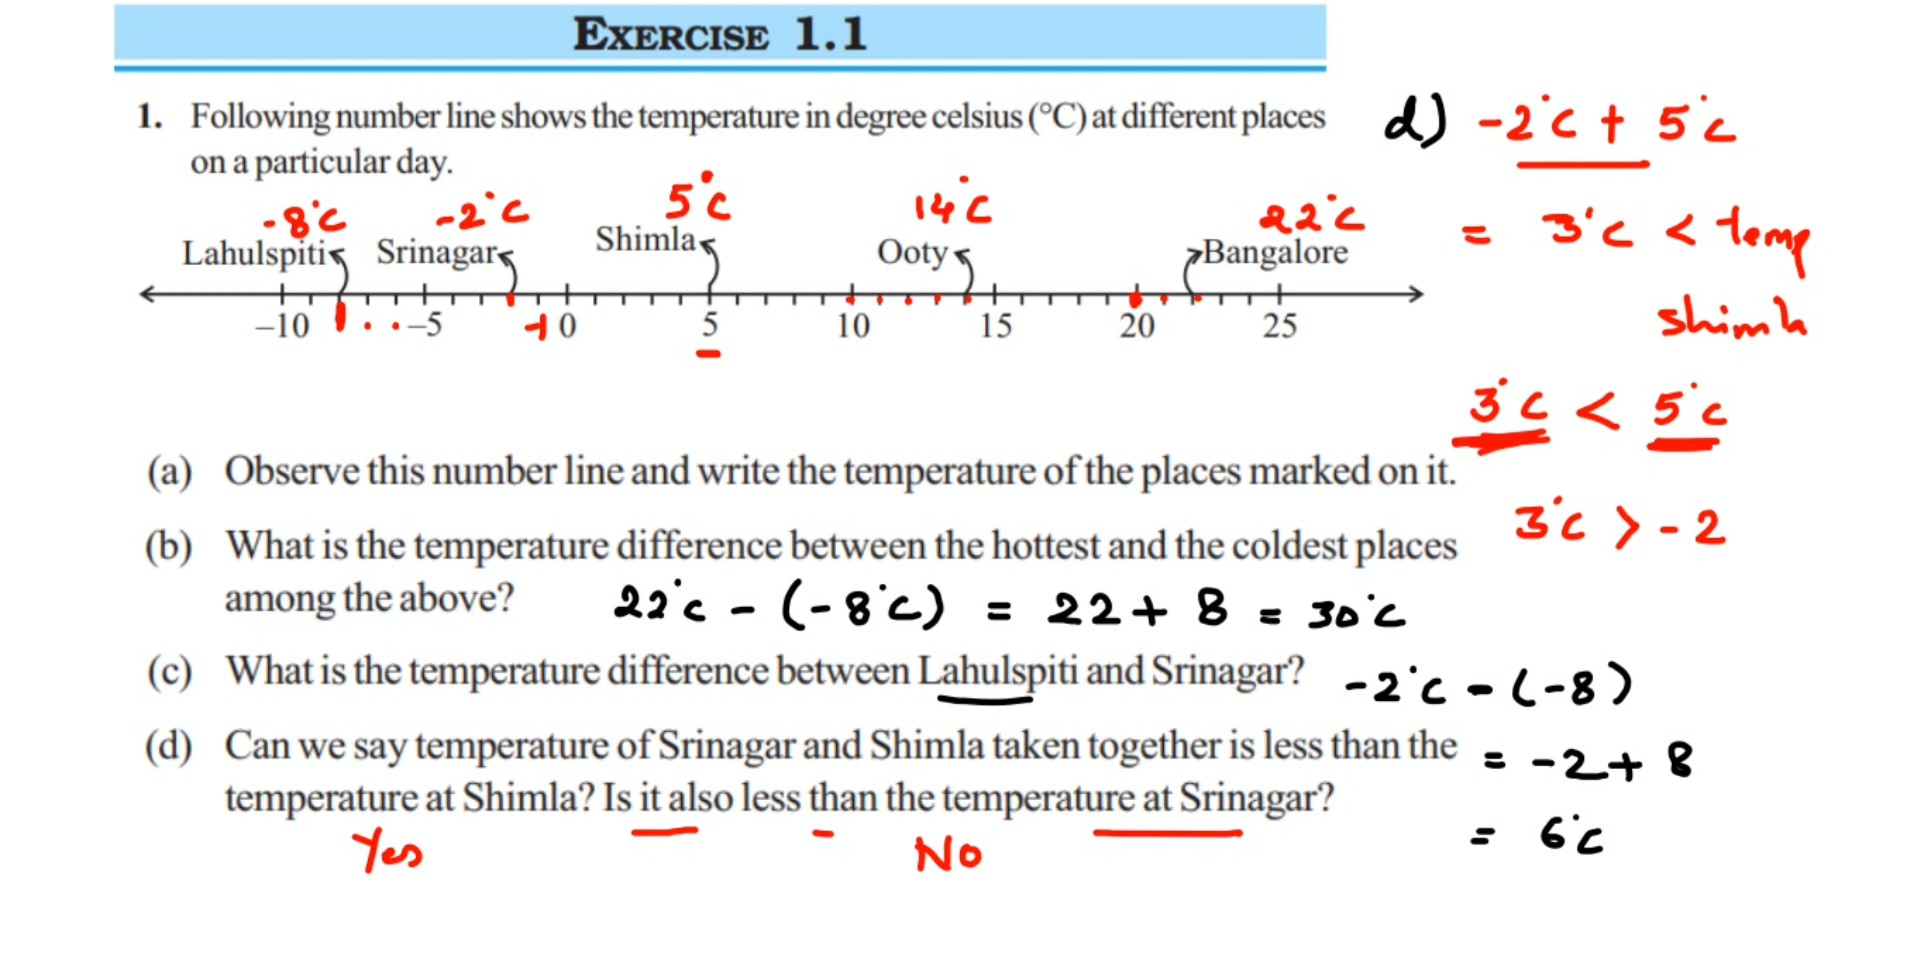 EXERCISE 1.1
1. Following number line shows the temperature in degree celsius (°C) at different places
on a particular day.
-8°C -2°C 5°C 14°C 22°C
Lahulspiti Srinagar Shimla Ooty Bangalore
–10 –5 -1 0 5 10 15 20 25
d) -2°C + 5°C
= 3°C < temp
3°C < 5°C
3°C > -2
(a) Observe this number line and write the temperature of the places marked on it.
(b) What is the temperature difference between the hottest and the coldest places
among the above? 22°C - (-8°C) = 22 + 8 = 30°C
(c) What is the temperature difference between Lahulspiti and Srinagar? -2°C - (-8)
= -2 + 8
= 6°C
(d) Can we say temperature of Srinagar and Shimla taken together is less than the
temperature at Shimla? Is it also less than the temperature at Srinagar?
Yes No